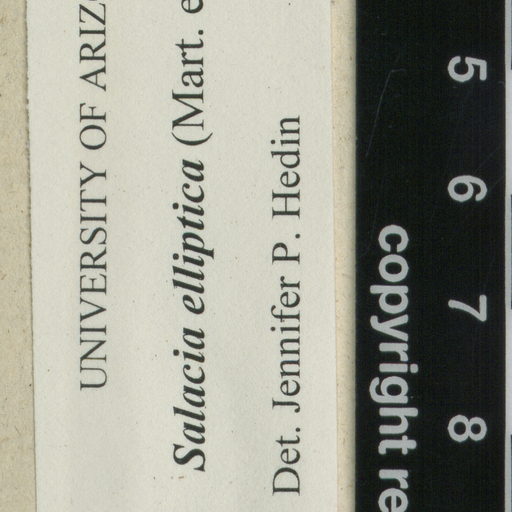 UNIVERSITY OF ARIZ
Salacia elliptica (Mart. e
Det. Jennifer P. Hedin
5 6 7 8
copyright re